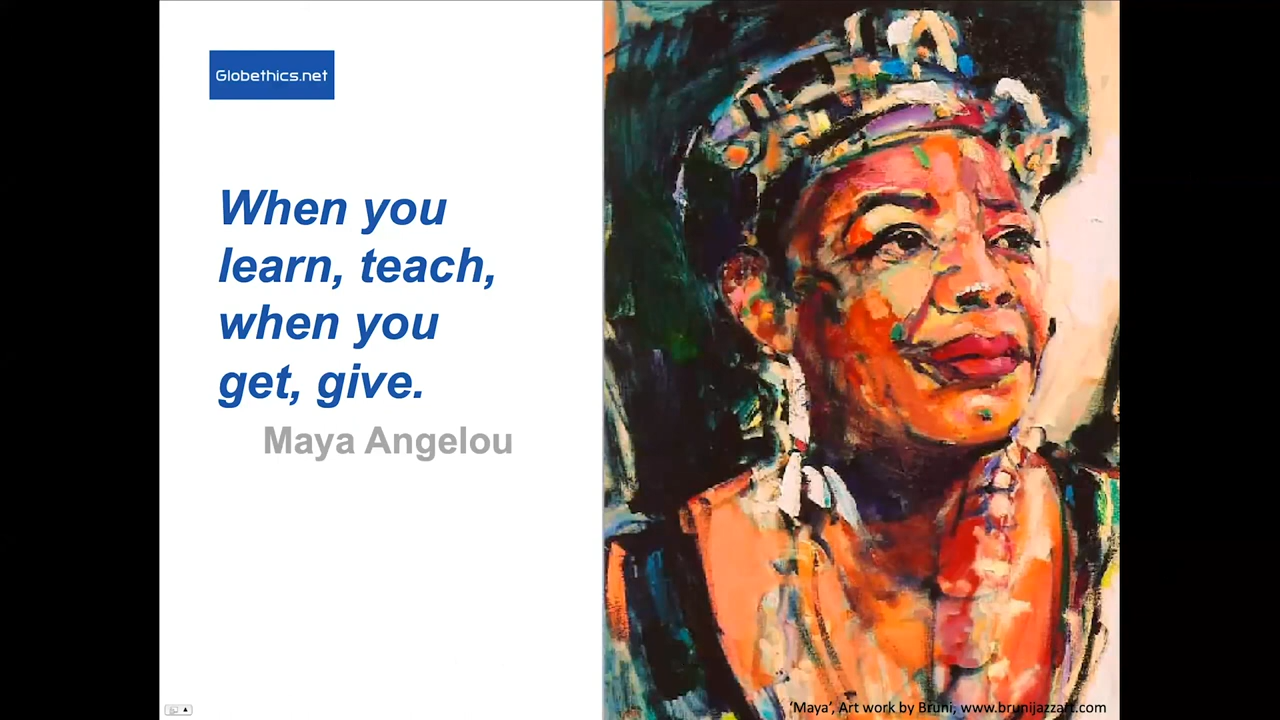 Globethics.net
When you
learn, teach,
when you
get, give.
Maya Angelou
‘Maya’, Art work by Bruni, www.brunijazzart.com